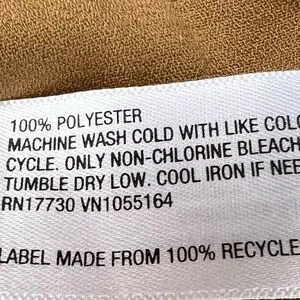 100% POLYESTER
MACHINE WASH COLD WITH LIKE COLO
CYCLE. ONLY NON-CHLORINE BLEACH
TUMBLE DRY LOW. COOL IRON IF NEE
RN17730 VN1055164
LABEL MADE FROM 100% RECYCLE